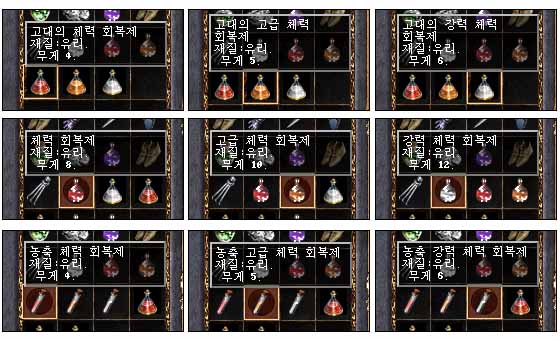 고대의 체력 회복제
재질:유리.
무게 4.
고대의 고급 체력
회복제
재질:유리.
무게 5.
고대의 강력 체력
회복제
재질:유리.
무게 6.
체력 회복제
재질:유리.
무게 8.
고급 체력 회복제
재질:유리.
무게 10.
강력 체력 회복제
재질:유리.
무게 12.
농축 체력 회복제
재질:유리.
무게 4.
농축 고급 체력 회복제
재질:유리.
무게 5.
농축 강력 체력 회복제
재질:유리.
무게 6.